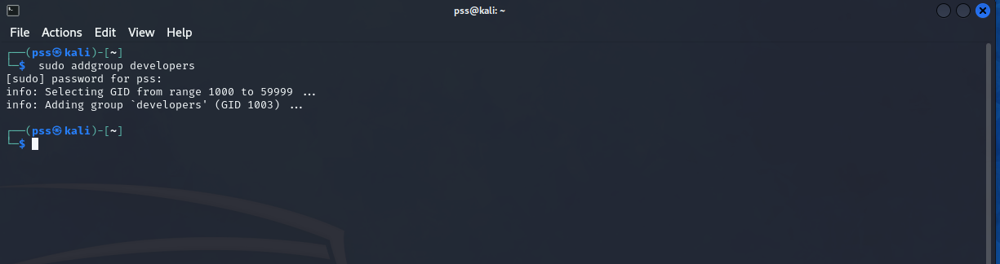 pss@kali: ~
File Actions Edit View Help
┌──(pss㉿kali)-[~]
└─$  sudo addgroup developers
[sudo] password for pss:
info: Selecting GID from range 1000 to 59999 ...
info: Adding group `developers' (GID 1003) ...
┌──(pss㉿kali)-[~]
└─$